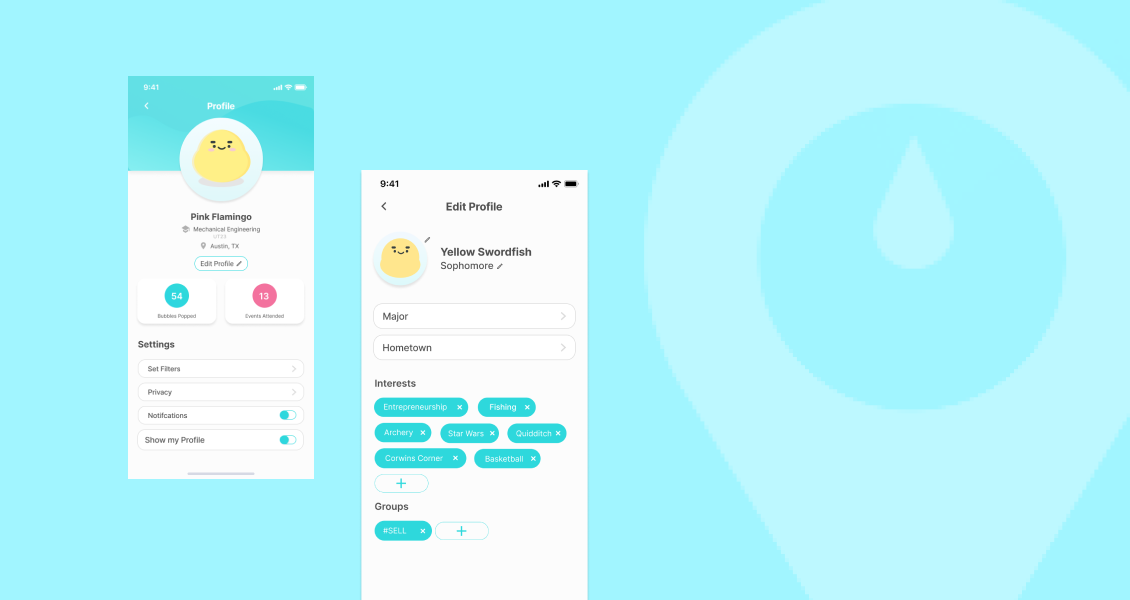 9:41
Profile
Pink Flamingo
Mechanical Engineering
Austin, TX
Edit Profile
54
13
Bubbles Popped
Events Attended
Settings
Set Filters
Privacy
Notifcations
Show my Profile
9:41
Edit Profile
Yellow Swordfish
Sophomore
Major
Hometown
Interests
Entrepreneurship ×
Fishing ×
Archery ×
Star Wars ×
Quidditch ×
Corwins Corner ×
Basketball ×
+
Groups
#SELL ×
+